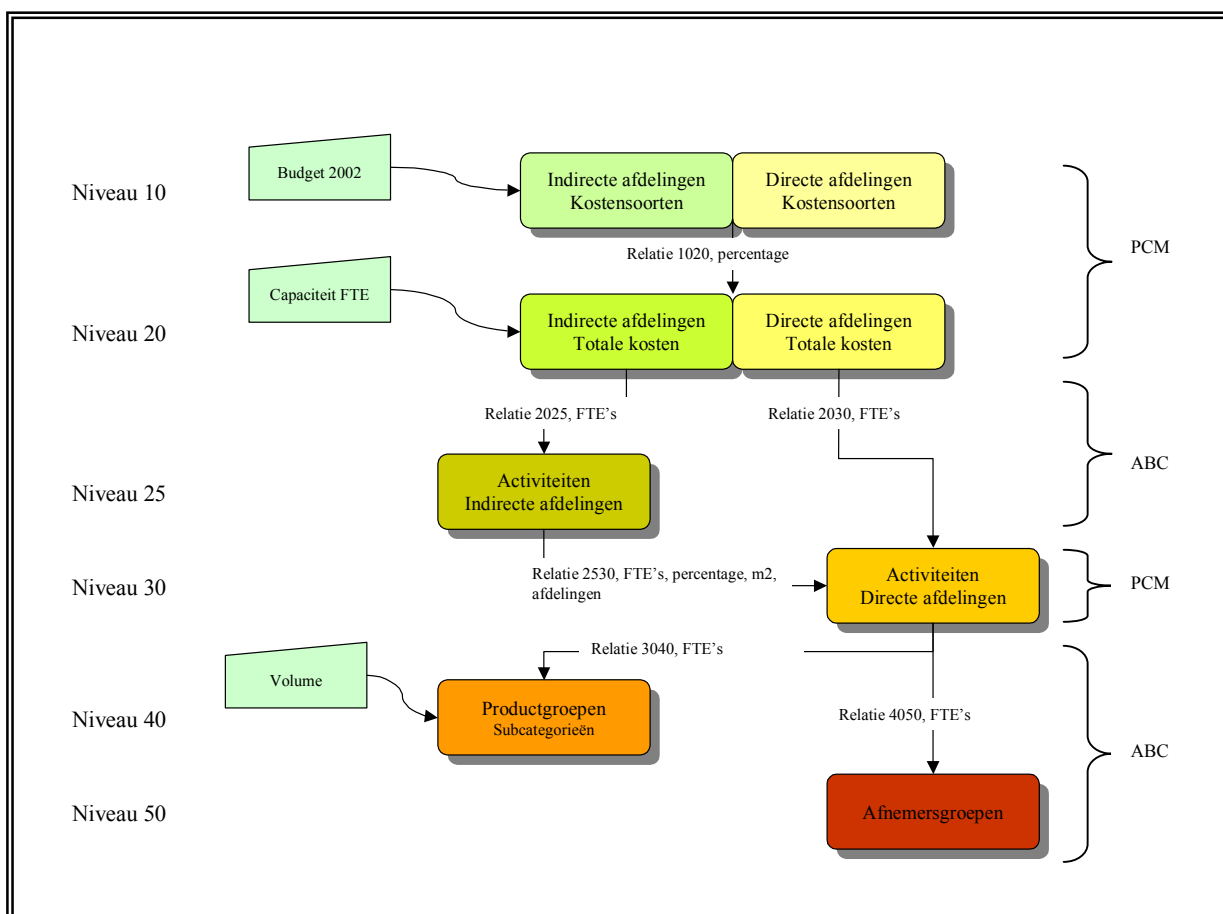 Budget 2002
Niveau 10
Indirecte afdelingen
Kostensoorten
Directe afdelingen
Kostensoorten
PCM
Relatie 1020, percentage
Capaciteit FTE
Niveau 20
Indirecte afdelingen
Totale kosten
Directe afdelingen
Totale kosten
Relatie 2025, FTE's
Relatie 2030, FTE's
ABC
Niveau 25
Activiteiten
Indirecte afdelingen
Niveau 30
Relatie 2530, FTE's, percentage, m2,
afdelingen
Activiteiten
Directe afdelingen
PCM
Relatie 3040, FTE's
Volume
Niveau 40
Productgroepen
Subcategorieën
Relatie 4050, FTE's
ABC
Niveau 50
Afnemersgroepen